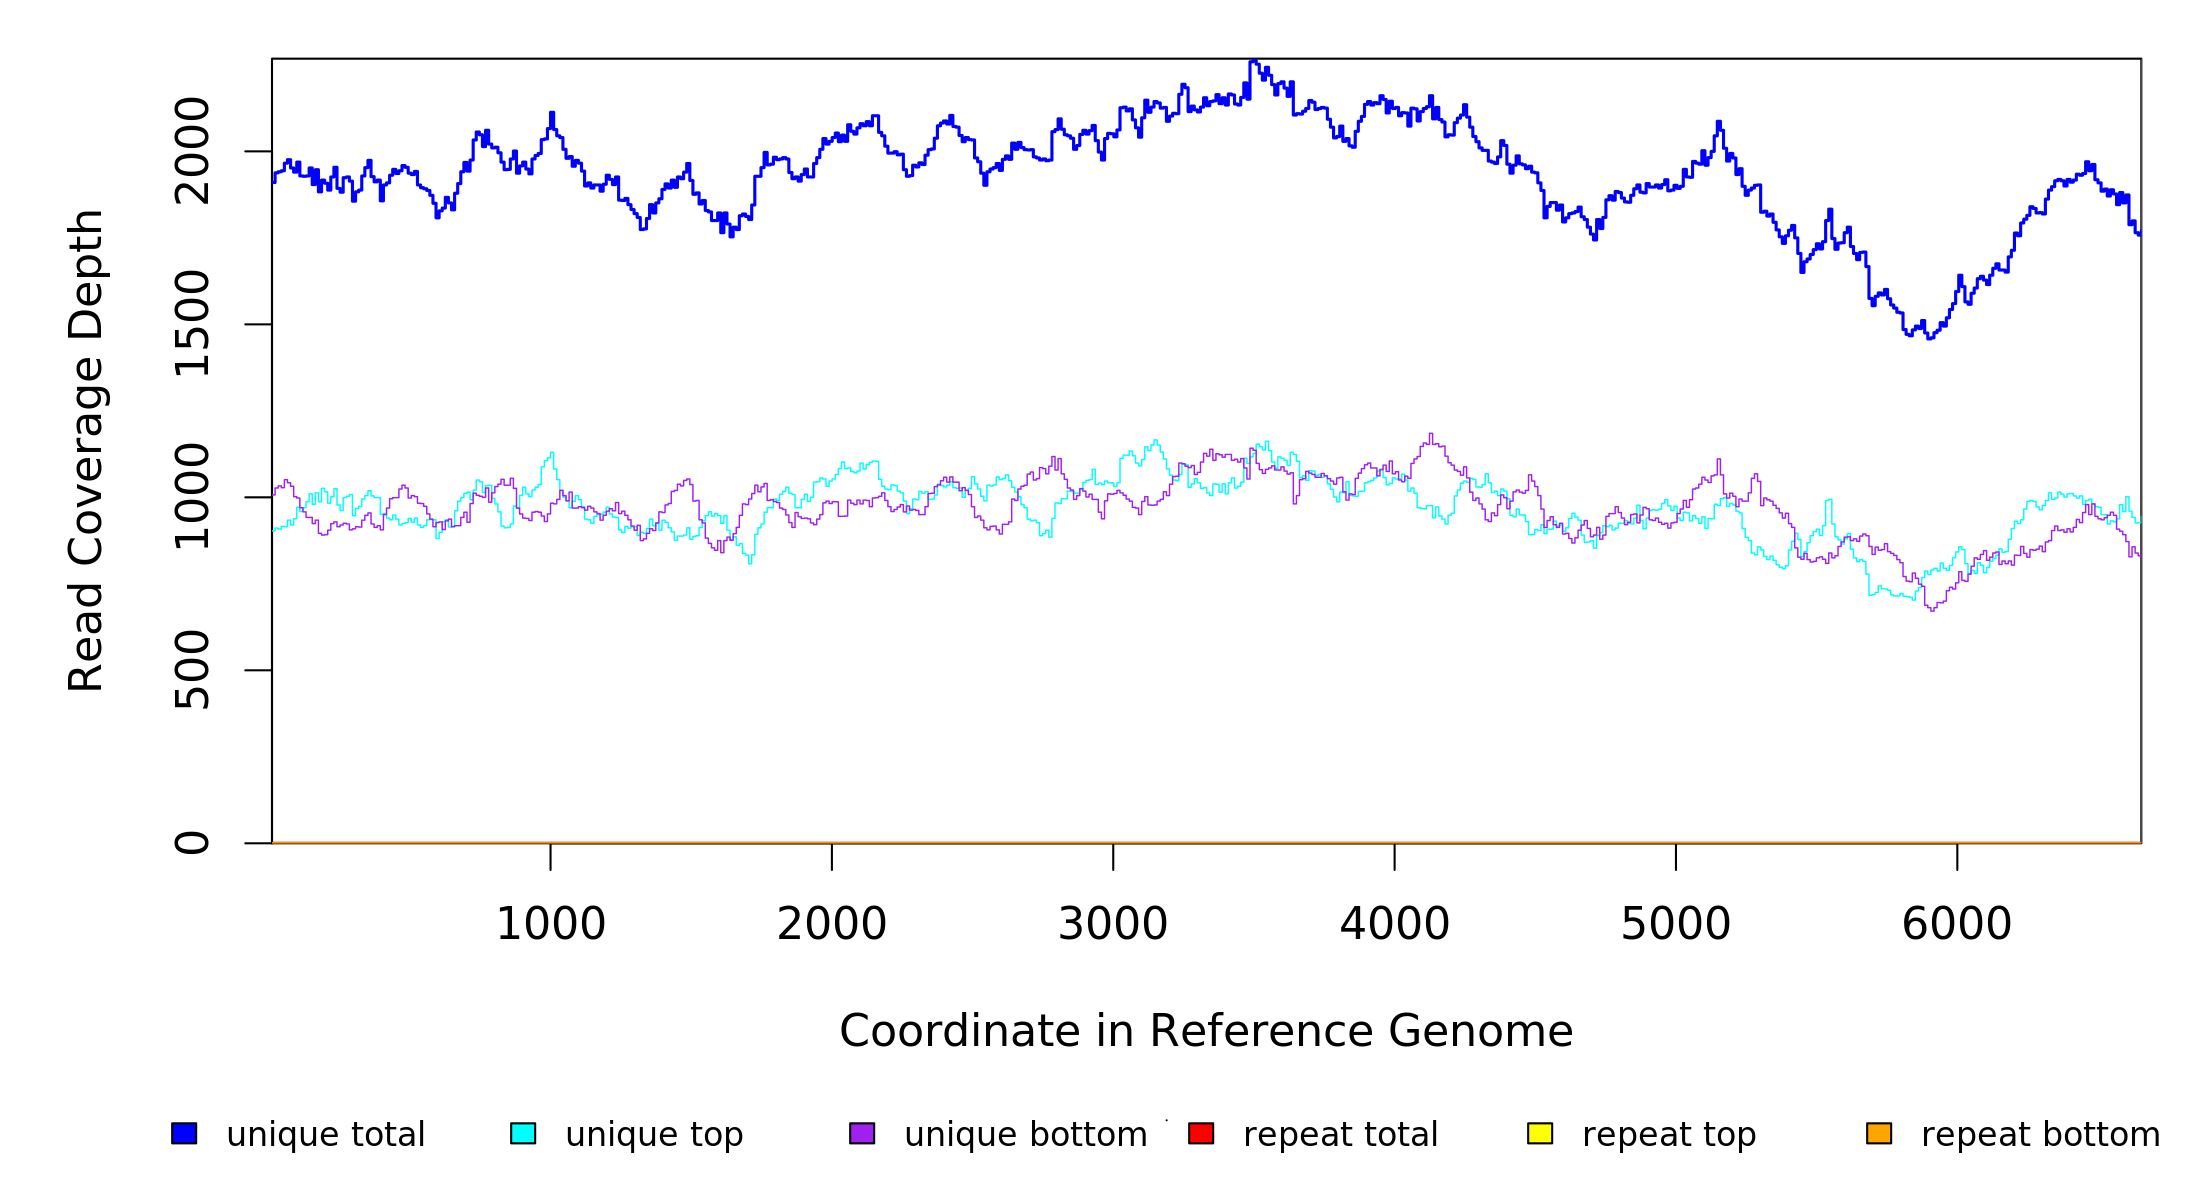 Read Coverage Depth
2000
1500
1000
500
0
1000 2000 3000 4000 5000 6000
Coordinate in Reference Genome
unique total unique top unique bottom repeat total repeat top repeat bottom